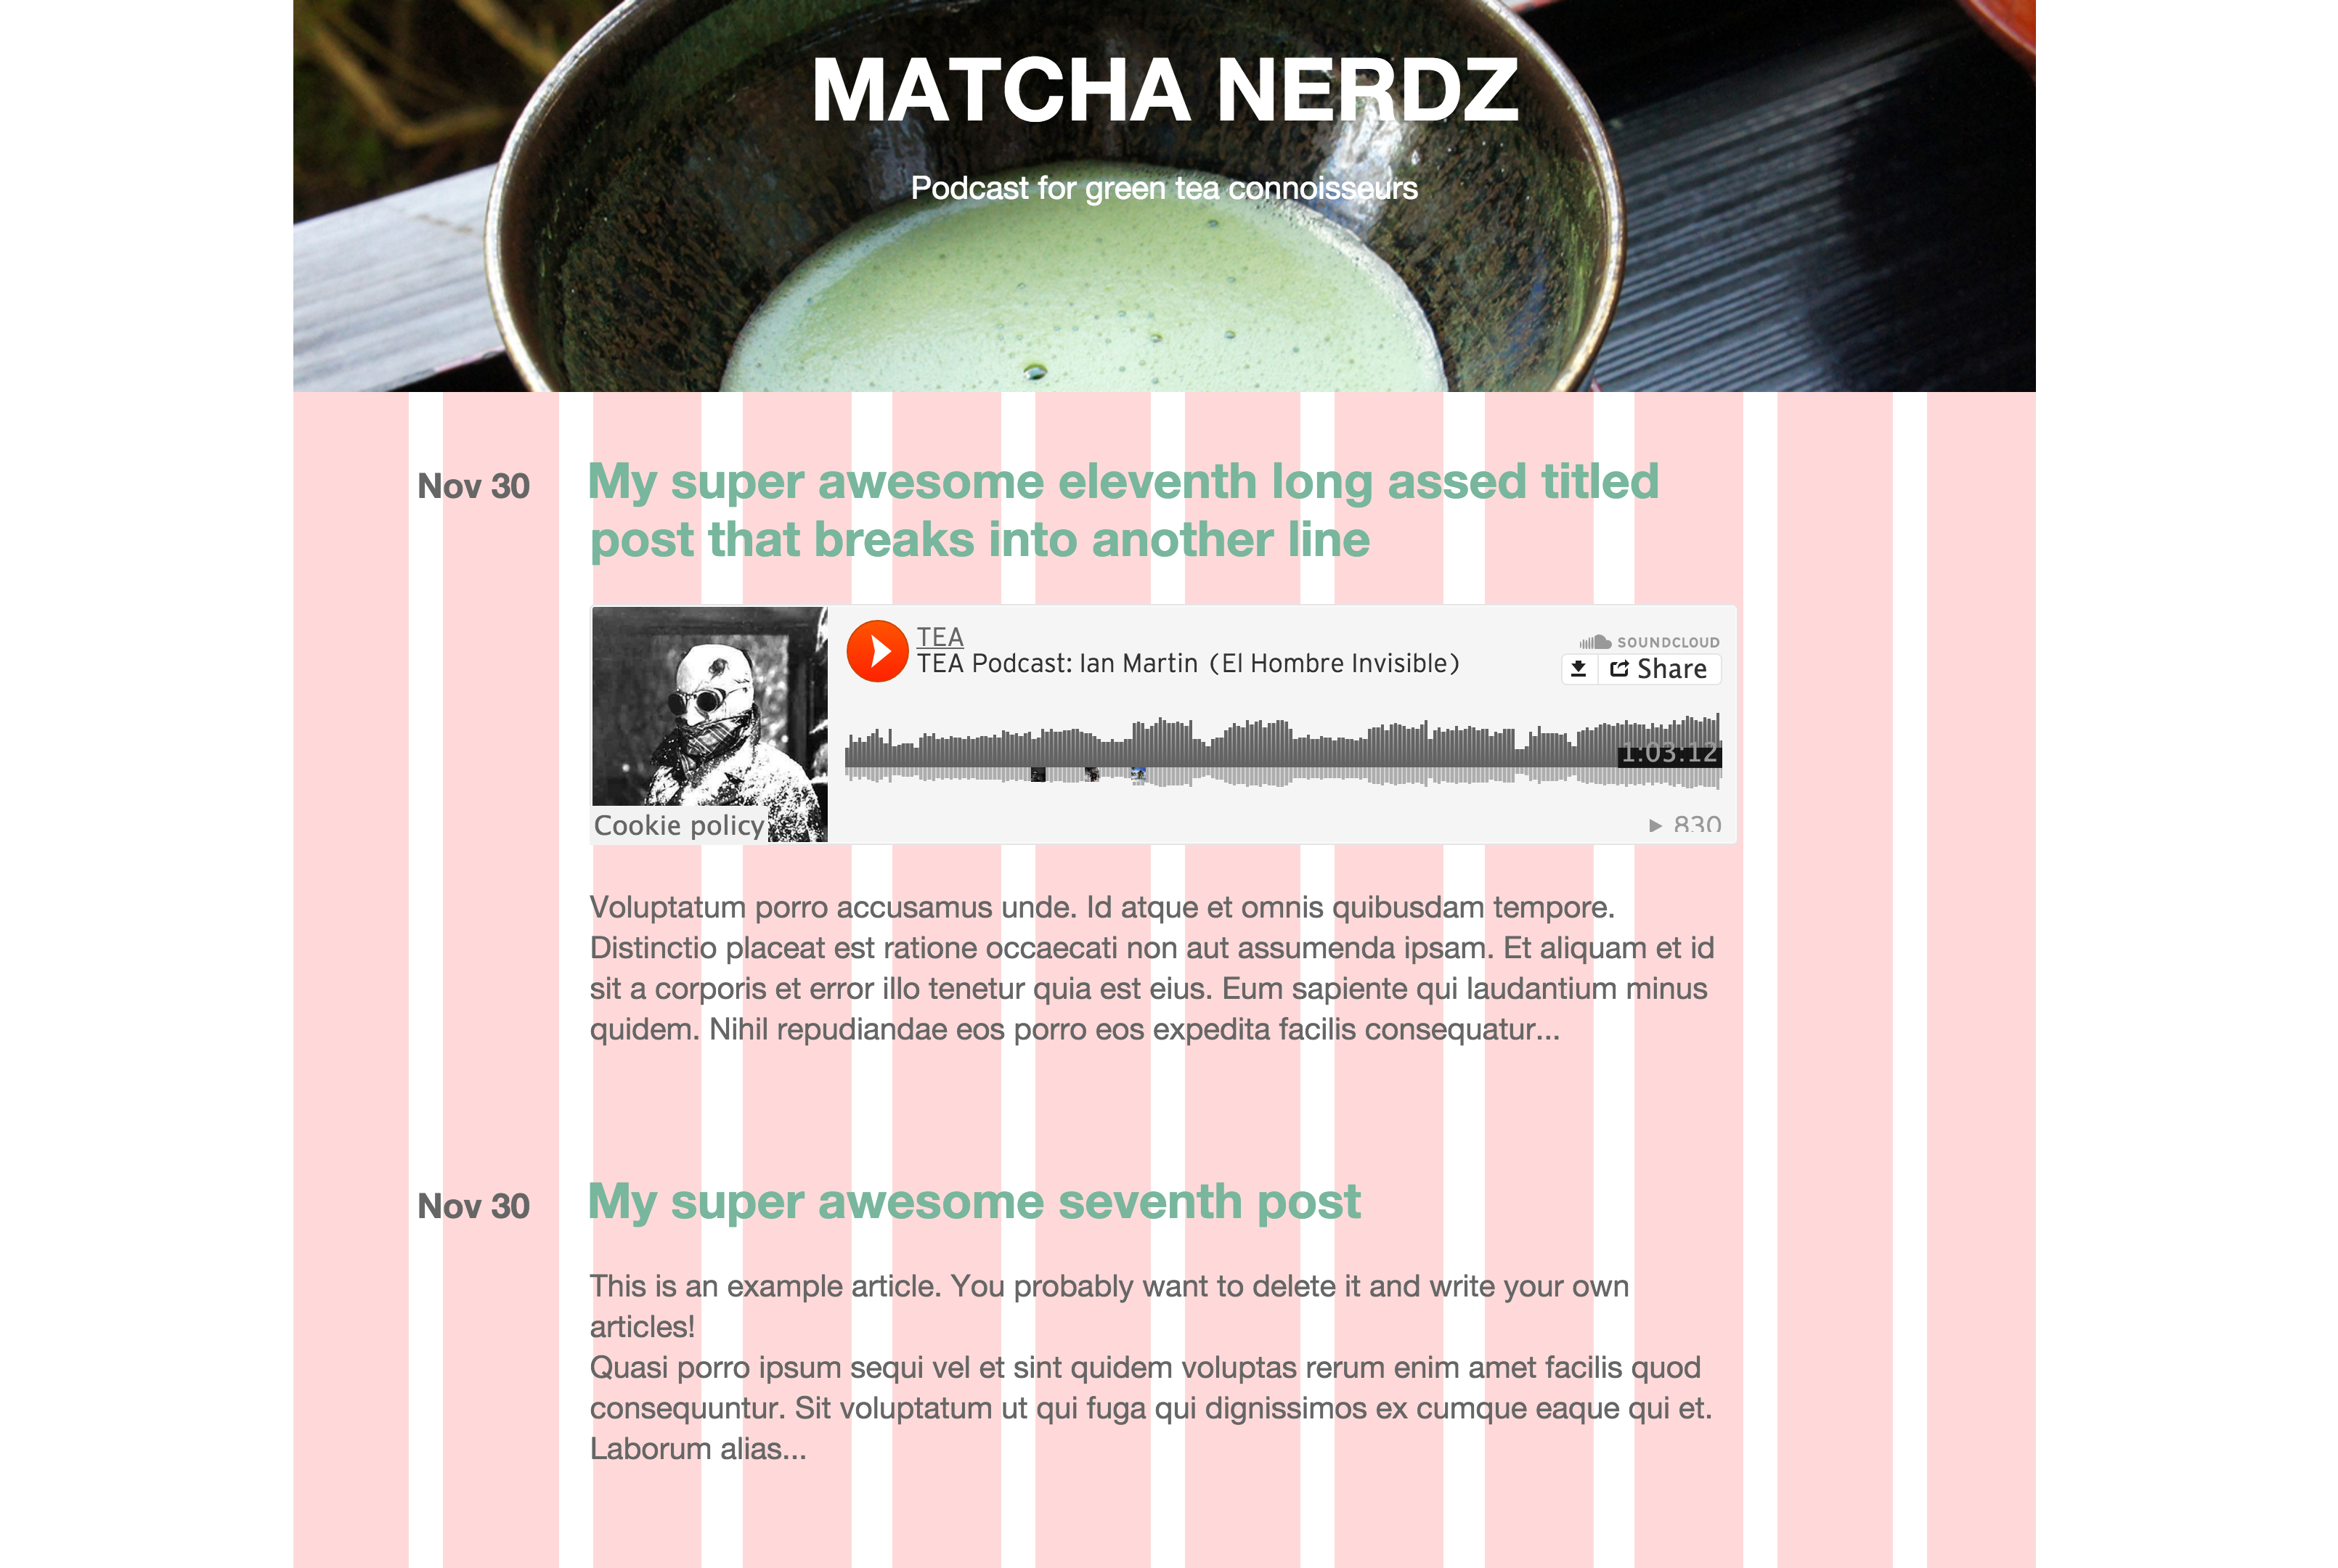 MATCHA NERDZ
Podcast for green tea connoisseurs
Nov 30
My super awesome eleventh long assed titled
post that breaks into another line
TEA
TEA Podcast: Ian Martin (El Hombre Invisible)
SOUNDCLOUD
Share
1:03:12
Cookie policy
830
Voluptatum porro accusamus unde. Id atque et omnis quibusdam tempore.
Distinctio placeat est ratione occaecati non aut assumenda ipsam. Et aliquam et id
sit a corporis et error illo tenetur quia est eius. Eum sapiente qui laudantium minus
quidem. Nihil repudiandae eos porro eos expedita facilis consequatur...
Nov 30
My super awesome seventh post
This is an example article. You probably want to delete it and write your own
articles!
Quasi porro ipsum sequi vel et sint quidem voluptas rerum enim amet facilis quod
consequuntur. Sit voluptatum ut qui fuga qui dignissimos ex cumque eaque qui et.
Laborum alias...